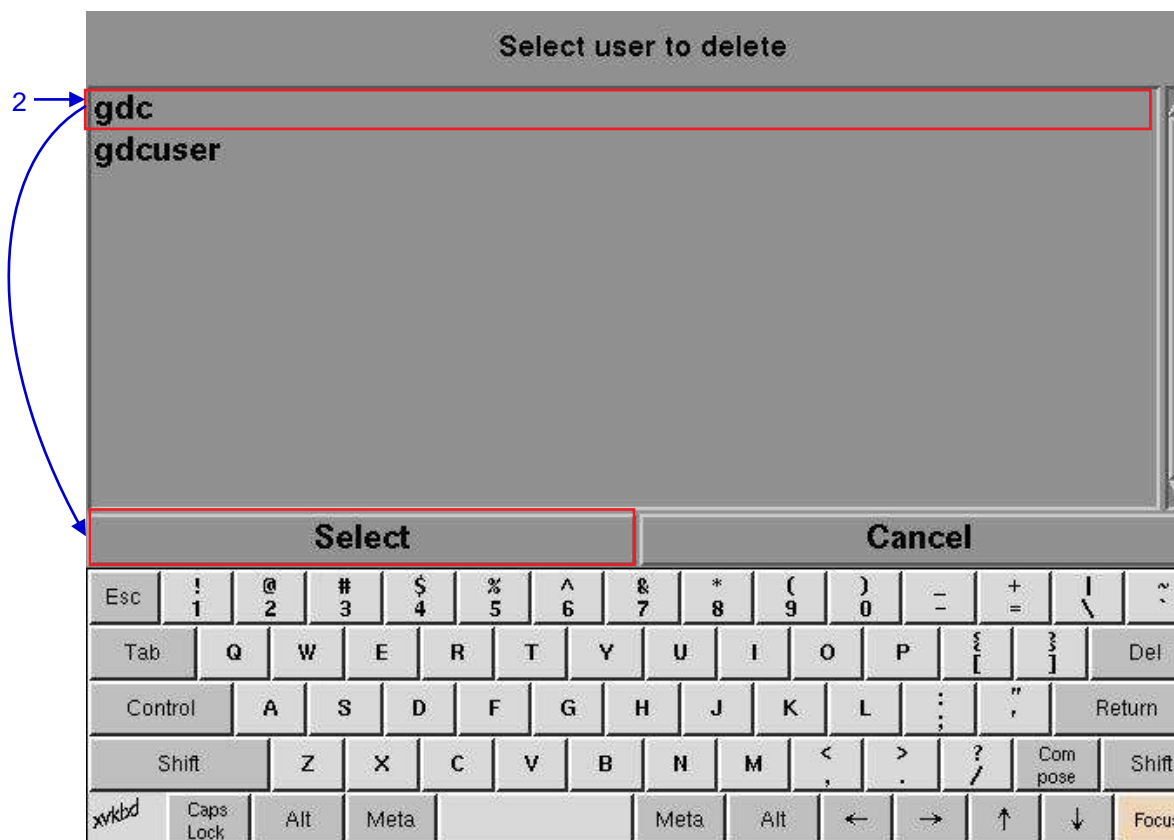 Select user to delete
2
gdc
gdcuser
Select Cancel
Esc ! 1 @ 2 # 3 $ 4 % 5 ^ 6 & 7 * 8 ( 9 ) 0 _ - + = | \ ~ `
Tab Q W E R T Y U I O P { [ } ] Del
Control A S D F G H J K L : ; " ' Return
Shift Z X C V B N M < , > . ? / Com pose Shift
xvkbd Caps Lock Alt Meta Meta Alt ← → ↑ ↓ Focus